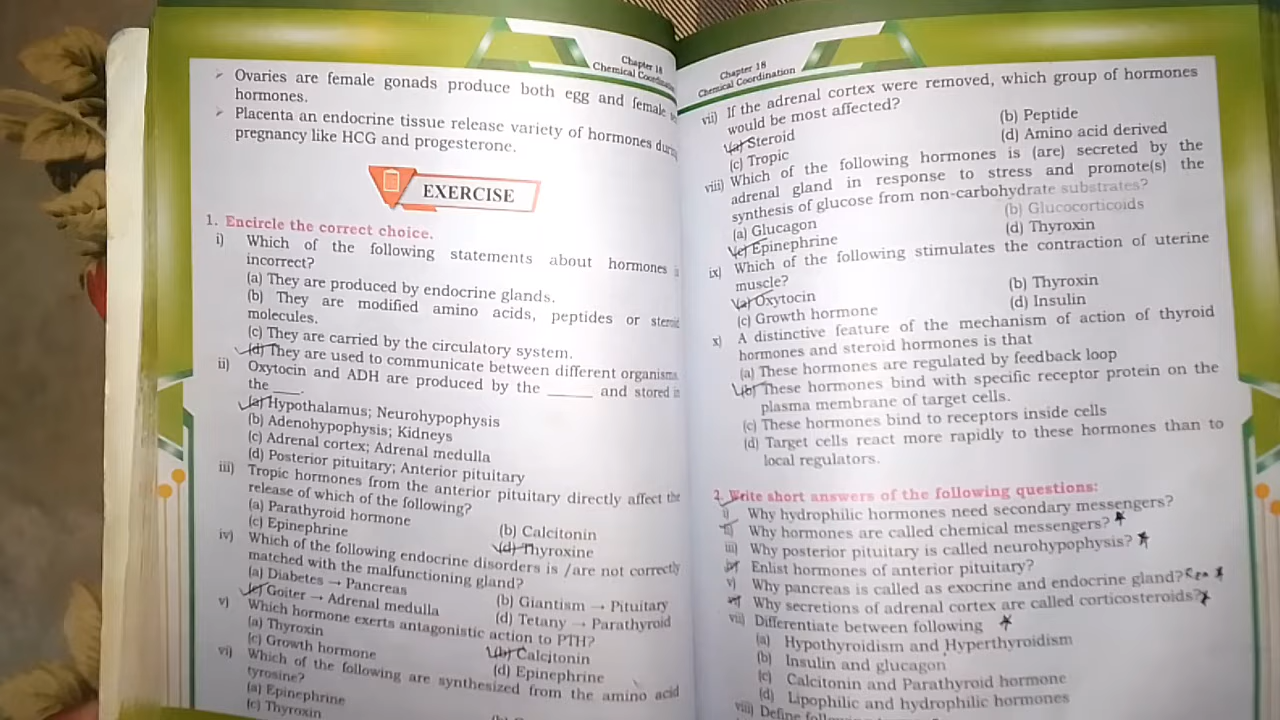 Chapter 18
Chemical
➤ Ovaries are female gonads produce both egg and female
hormones.
➤ Placenta an endocrine tissue release variety of hormones
pregnancy like HCG and progesterone.
EXERCISE
1. Encircle the correct choice.
i) Which of the following statements about hormones
incorrect?
(a) They are produced by endocrine glands.
(b) They are modified amino acids, peptides or steroid
molecules.
(c) They are carried by the circulatory system.
(d) They are used to communicate between different organisms.
ii) Oxytocin and ADH are produced by the _____ and stored in
the ____.
(a) Hypothalamus; Neurohypophysis
(b) Adenohypophysis; Kidneys
(c) Adrenal cortex; Adrenal medulla
(d) Posterior pituitary; Anterior pituitary
iii) Tropic hormones from the anterior pituitary directly affect the
release of which of the following?
(a) Parathyroid hormone (b) Calcitonin
(c) Epinephrine (d) Thyroxine
iv) Which of the following endocrine disorders is /are not correctly
matched with the malfunctioning gland?
(a) Diabetes → Pancreas (b) Giantism → Pituitary
(c) Goiter → Adrenal medulla (d) Tetany → Parathyroid
v) Which hormone exerts antagonistic action to PTH?
(a) Thyroxin (b) Calcitonin
(c) Growth hormone (d) Epinephrine
vi) Which of the following are synthesized from the amino acid
tyrosine?
(a) Epinephrine
(c) Thyroxin
Chapter 18
Chemical Coordination
vii) If the adrenal cortex were removed, which group of hormones
would be most affected?
(a) Steroid (b) Peptide
(c) Tropic (d) Amino acid derived
viii) Which of the following hormones is (are) secreted by the
adrenal gland in response to stress and promote(s) the
synthesis of glucose from non-carbohydrate substrates?
(a) Glucagon (b) Glucocorticoids
(c) Epinephrine (d) Thyroxin
ix) Which of the following stimulates the contraction of uterine
muscle?
(a) Oxytocin (b) Thyroxin
(c) Growth hormone (d) Insulin
x) A distinctive feature of the mechanism of action of thyroid
hormones and steroid hormones is that
(a) These hormones are regulated by feedback loop
(b) These hormones bind with specific receptor protein on the
plasma membrane of target cells.
(c) These hormones bind to receptors inside cells
(d) Target cells react more rapidly to these hormones than to
local regulators.
2. Write short answers of the following questions:
i) Why hydrophilic hormones need secondary messengers?
ii) Why hormones are called chemical messengers?
iii) Why posterior pituitary is called neurohypophysis?
iv) Enlist hormones of anterior pituitary?
v) Why pancreas is called as exocrine and endocrine gland?
vi) Why secretions of adrenal cortex are called corticosteroids?
vii) Differentiate between following
(a) Hypothyroidism and Hyperthyroidism
(b) Insulin and glucagon
(c) Calcitonin and Parathyroid hormone
(d) Lipophilic and hydrophilic hormones
viii) Define